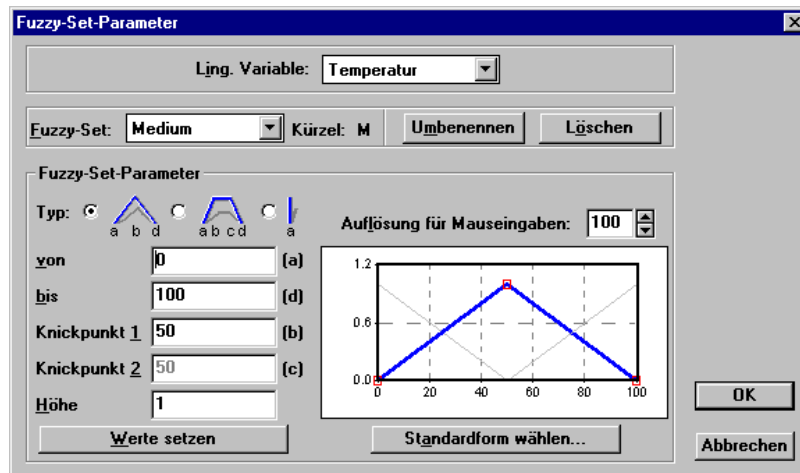 Fuzzy-Set-Parameter
Ling. Variable: Temperatur
Fuzzy-Set: Medium Kürzel: M Umbenennen Löschen
Fuzzy-Set-Parameter
Typ: a b d a b c d a Auflösung für Mauseingaben: 100
von 0 (a)
bis 100 (d)
Knickpunkt 1 50 (b)
Knickpunkt 2 50 (c)
Höhe 1
1.2
0.6
0.0
0 20 40 60 80 100
Werte setzen Standardform wählen...
OK
Abbrechen